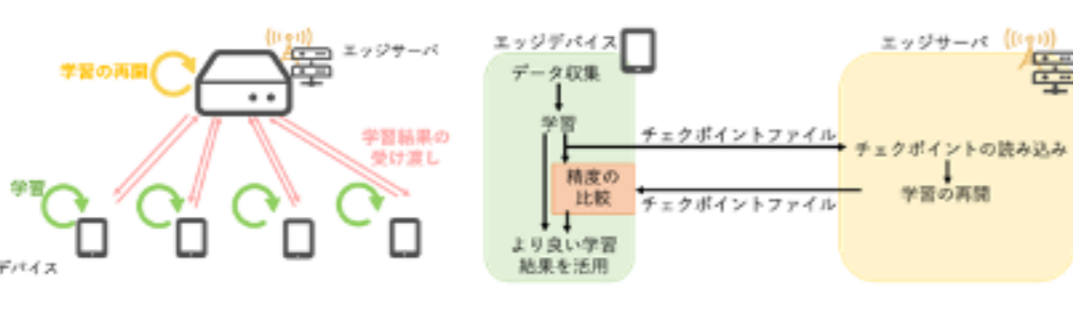 エッジサーバ
学習の再開
学習結果の
受け渡し
学習
デバイス
エッジデバイス
データ収集
学習
精度の
比較
より良い学習
結果を活用
チェクポイントファイル
チェクポイントファイル
エッジサーバ
チェクポイントの読み込み
学習の再開